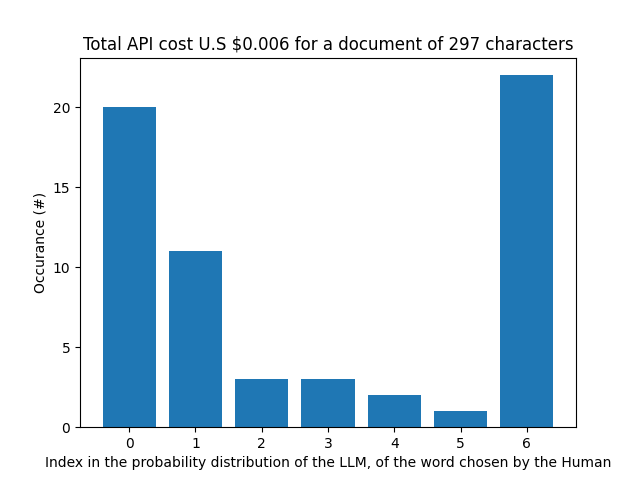 Total API cost U.S $0.006 for a document of 297 characters
20
15
10
5
0
Occurance (#)
0 1 2 3 4 5 6
Index in the probability distribution of the LLM, of the word chosen by the Human